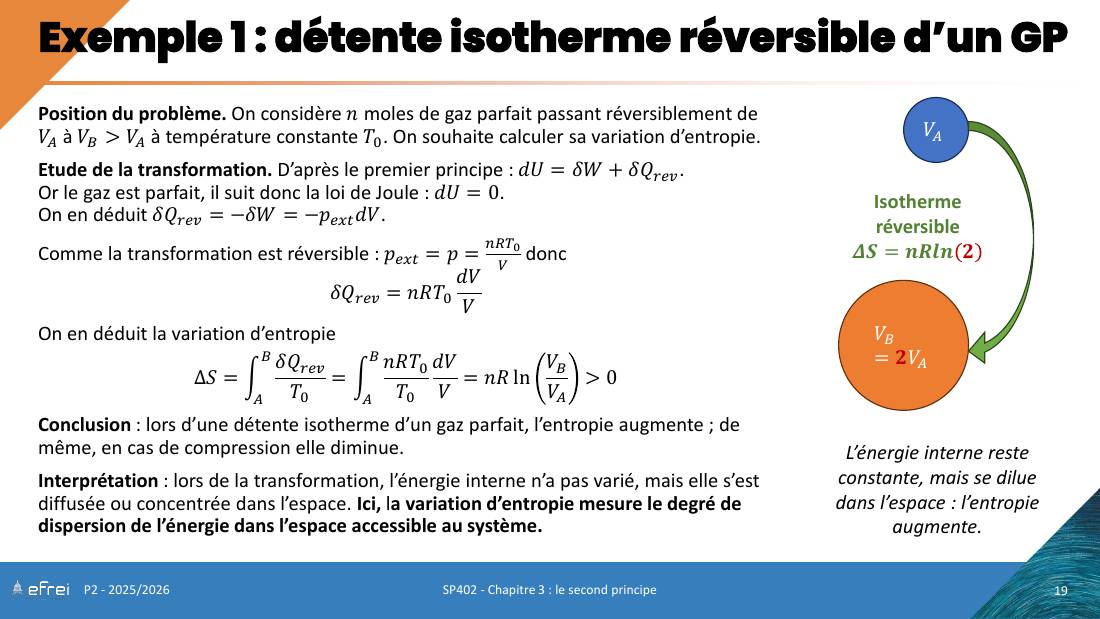 Exemple 1 : détente isotherme réversible d’un GP
Position du problème. On considère 𝑛 moles de gaz parfait passant réversiblement de
𝑉_A à 𝑉_B > 𝑉_A à température constante 𝑇_0. On souhaite calculer sa variation d’entropie.
Etude de la transformation. D’après le premier principe : 𝑑𝑈 = 𝛿𝑊 + 𝛿𝑄_rev.
Or le gaz est parfait, il suit donc la loi de Joule : 𝑑𝑈 = 0.
On en déduit 𝛿𝑄_rev = −𝛿𝑊 = −𝑝_ext 𝑑𝑉.
Comme la transformation est réversible : 𝑝_ext = 𝑝 = 𝑛𝑅𝑇_0/𝑉 donc
𝛿𝑄_rev = 𝑛𝑅𝑇_0 𝑑𝑉/𝑉
On en déduit la variation d’entropie
Δ𝑆 = ∫_A^B 𝛿𝑄_rev/𝑇_0 = ∫_A^B 𝑛𝑅𝑇_0/𝑇_0 𝑑𝑉/𝑉 = 𝑛𝑅 ln (𝑉_B/𝑉_A) > 0
Conclusion : lors d’une détente isotherme d’un gaz parfait, l’entropie augmente ; de
même, en cas de compression elle diminue.
Interprétation : lors de la transformation, l’énergie interne n’a pas varié, mais elle s’est
diffusée ou concentrée dans l’espace. Ici, la variation d’entropie mesure le degré de
dispersion de l’énergie dans l’espace accessible au système.
𝑉_A
Isotherme
réversible
Δ𝑆 = 𝑛𝑅𝑙𝑛(2)
𝑉_B
= 2𝑉_A
L’énergie interne reste
constante, mais se dilue
dans l’espace : l’entropie
augmente.
efrei
P2 - 2025/2026
SP402 - Chapitre 3 : le second principe
19